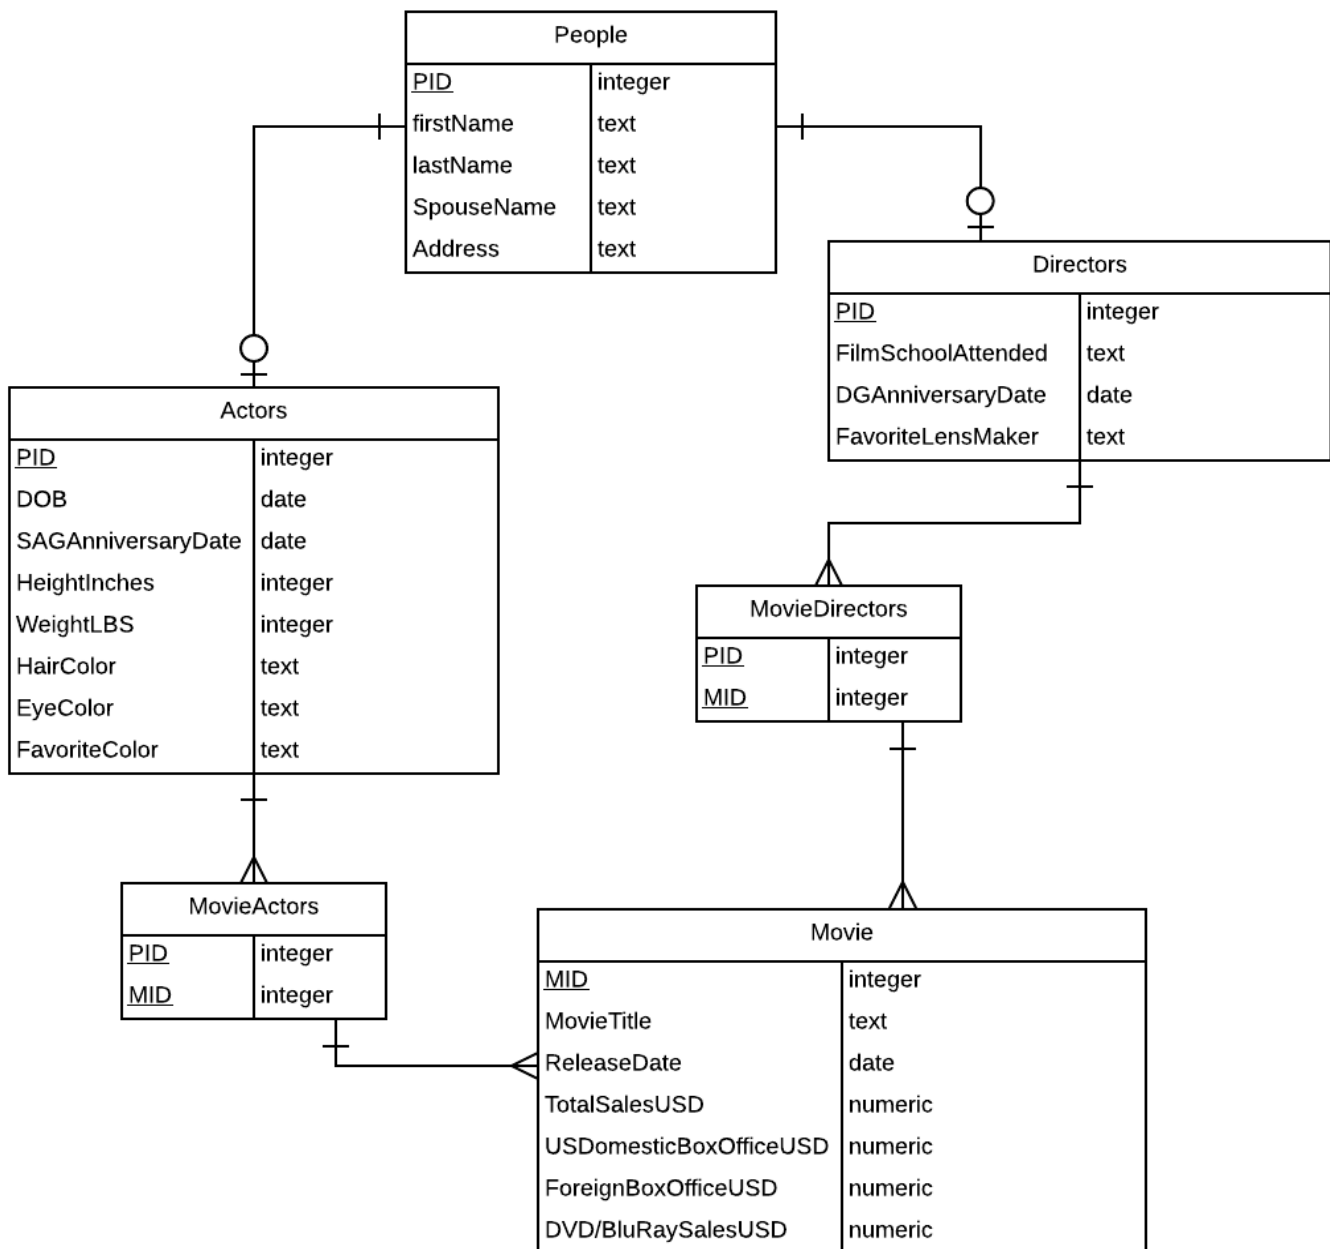 People
PID integer
firstName text
lastName text
SpouseName text
Address text
Directors
PID integer
FilmSchoolAttended text
DGAnniversaryDate date
FavoriteLensMaker text
Actors
PID integer
DOB date
SAGAnniversaryDate date
HeightInches integer
WeightLBS integer
HairColor text
EyeColor text
FavoriteColor text
MovieDirectors
PID integer
MID integer
MovieActors
PID integer
MID integer
Movie
MID integer
MovieTitle text
ReleaseDate date
TotalSalesUSD numeric
USDomesticBoxOfficeUSD numeric
ForeignBoxOfficeUSD numeric
DVD/BluRaySalesUSD numeric